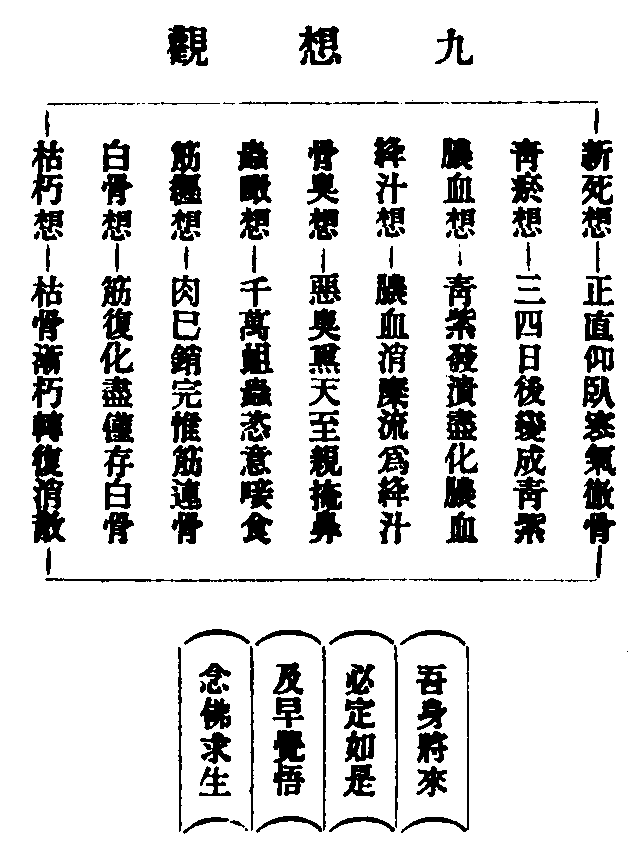 九想觀
新死想 正直仰臥寒氣徹骨
青瘀想 三四日後變成青紫
膿血想 青紫發潰盡化膿血
絳汁想 膿血消糜流爲絳汁
骨臭想 惡臭熏天至親掩鼻
蟲噉想 千萬蛆蟲恣意唼食
筋纏想 肉已銷完惟筋連骨
白骨想 筋復化盡僅存白骨
枯朽想 枯骨漸朽轉復消散
吾身將來
必定如是
及早覺悟
念佛求生